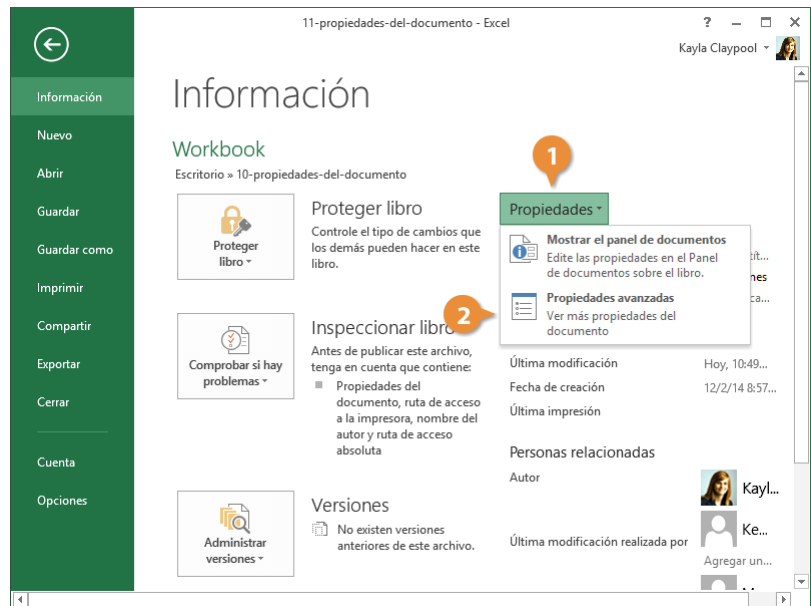 11-propiedades-del-documento - Excel
?
Kayla Claypool
Información
Nuevo
Abrir
Guardar
Guardar como
Imprimir
Compartir
Exportar
Cerrar
Cuenta
Opciones
Información
Workbook
Escritorio » 10-propiedades-del-documento
Proteger
libro
Proteger libro
Controle el tipo de cambios que
los demás pueden hacer en este
libro.
Comprobar si hay
problemas
Inspeccionar libro
Antes de publicar este archivo,
tenga en cuenta que contiene:
Propiedades del
documento, ruta de acceso
a la impresora, nombre del
autor y ruta de acceso
absoluta
Administrar
versiones
Versiones
No existen versiones
anteriores de este archivo.
1
Propiedades
Mostrar el panel de documentos
Edite las propiedades en el Panel
de documentos sobre el libro.
2
Propiedades avanzadas
Ver más propiedades del
documento
tít...
nes
ca...
Última modificación
Hoy, 10:49...
Fecha de creación
12/2/14 8:57...
Última impresión
Personas relacionadas
Autor
Kayl...
Ke...
Agregar un...
Última modificación realizada por